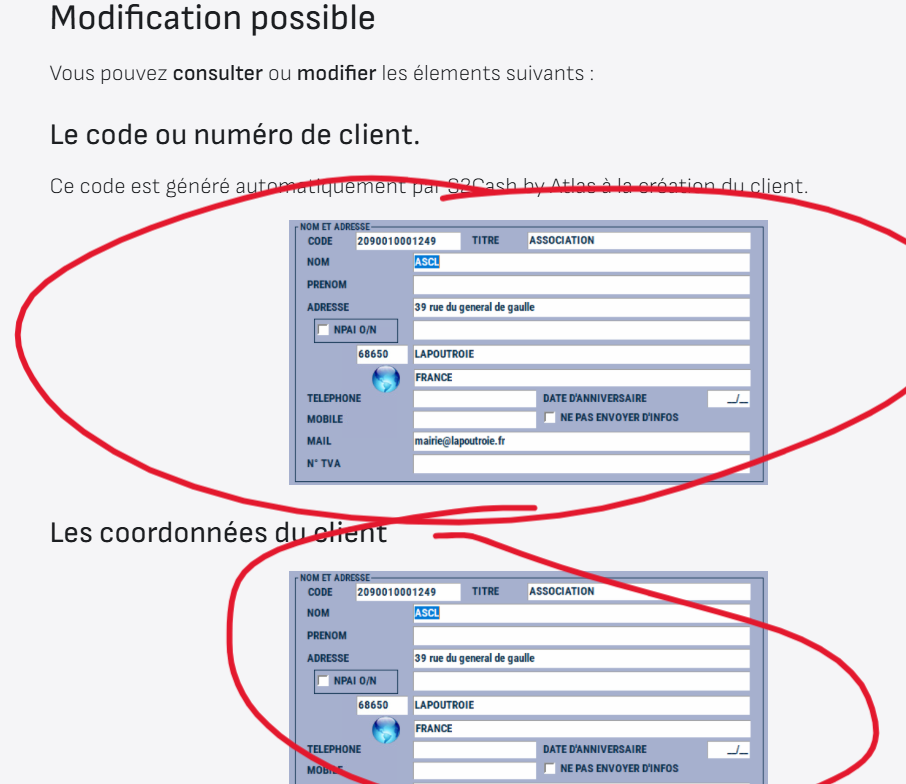 Modification possible
Vous pouvez consulter ou modifier les élements suivants :
Le code ou numéro de client.
Ce code est généré automatiquement par S2Cash by Atlas à la création du client.
NOM ET ADRESSE
CODE 2090010001249 TITRE ASSOCIATION
NOM ASCL
PRENOM
ADRESSE 39 rue du general de gaulle
NPAI O/N
68650 LAPOUTROIE
FRANCE
TELEPHONE DATE D'ANNIVERSAIRE __/__
MOBILE NE PAS ENVOYER D'INFOS
MAIL mairie@lapoutroie.fr
N° TVA
Les coordonnées du client
NOM ET ADRESSE
CODE 2090010001249 TITRE ASSOCIATION
NOM ASCL
PRENOM
ADRESSE 39 rue du general de gaulle
NPAI O/N
68650 LAPOUTROIE
FRANCE
TELEPHONE DATE D'ANNIVERSAIRE __/__
MOBILE NE PAS ENVOYER D'INFOS